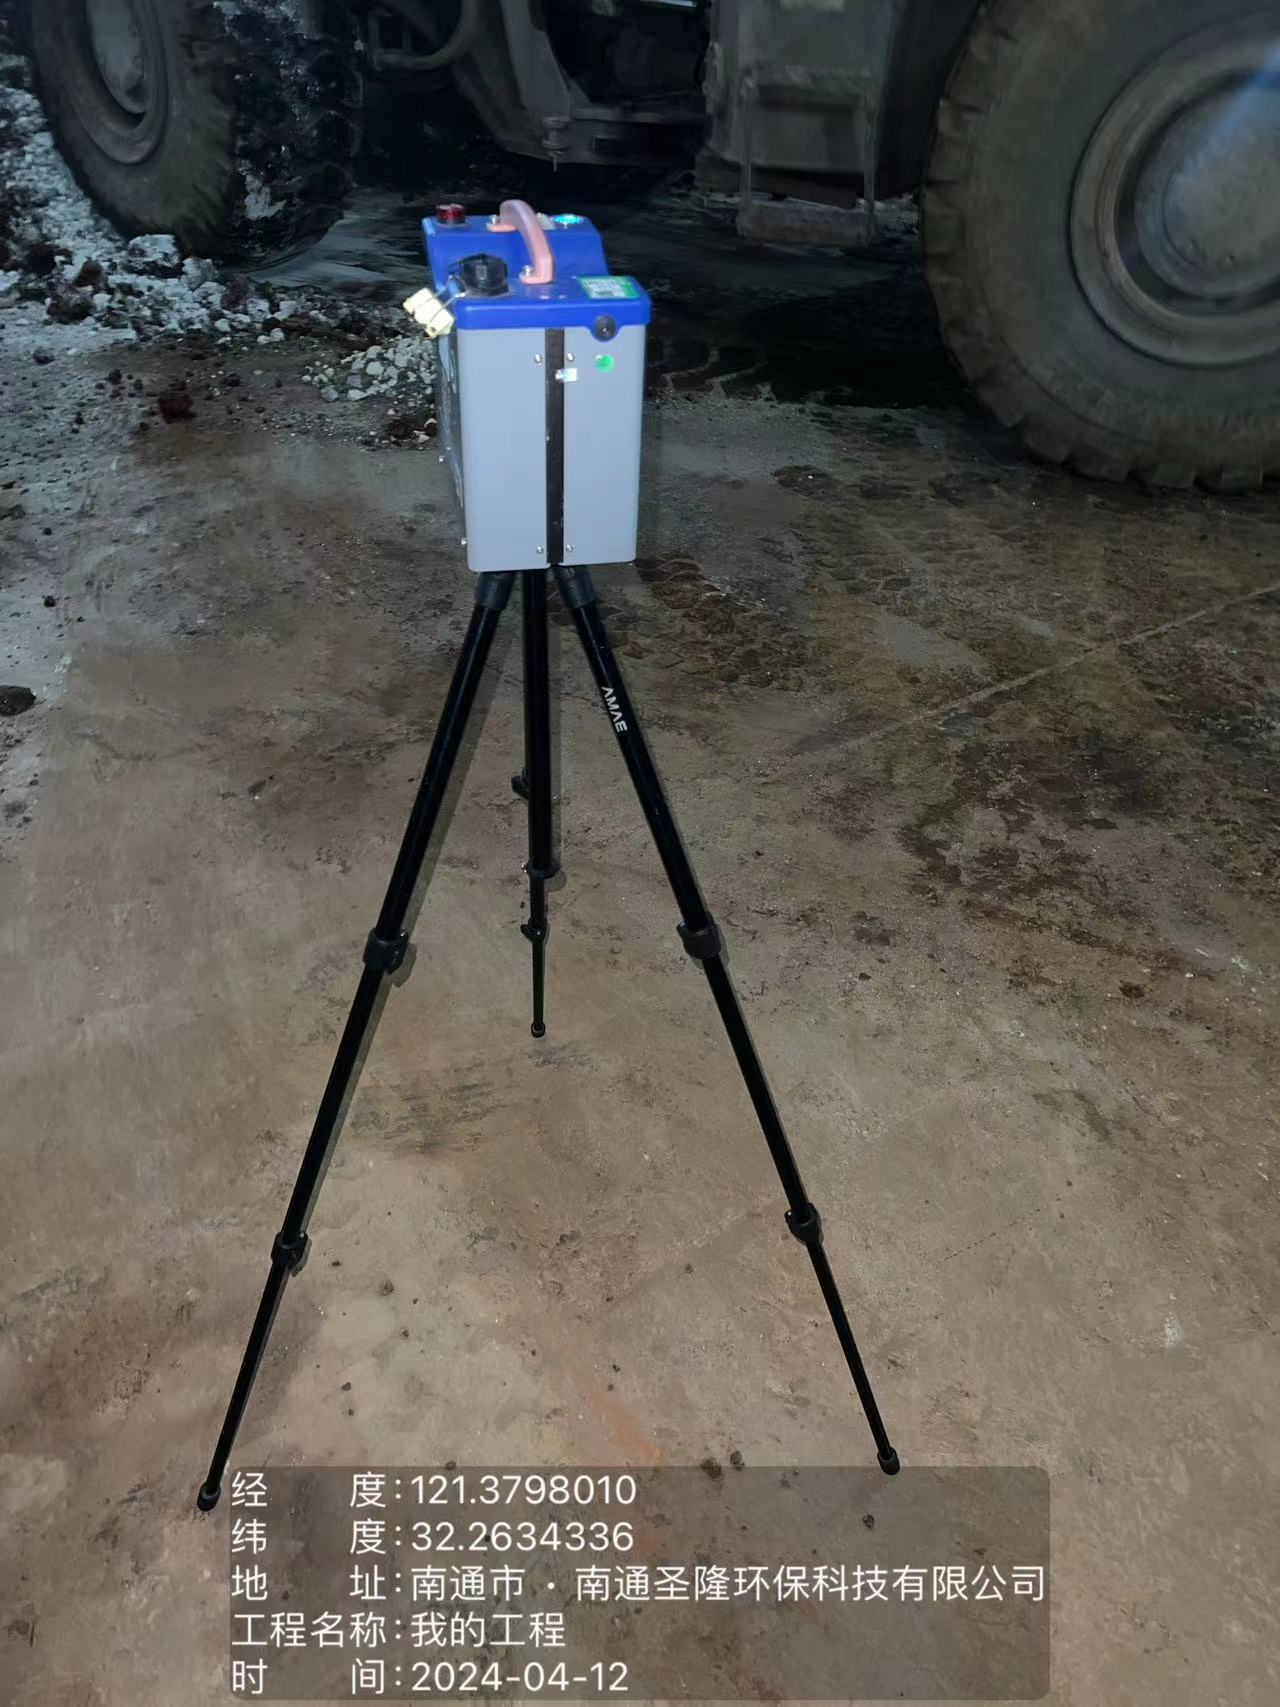 AMAE
经 度:121.3798010
纬 度:32.2634336
地 址:南通市·南通圣隆环保科技有限公司
工程名称:我的工程
时 间:2024-04-12